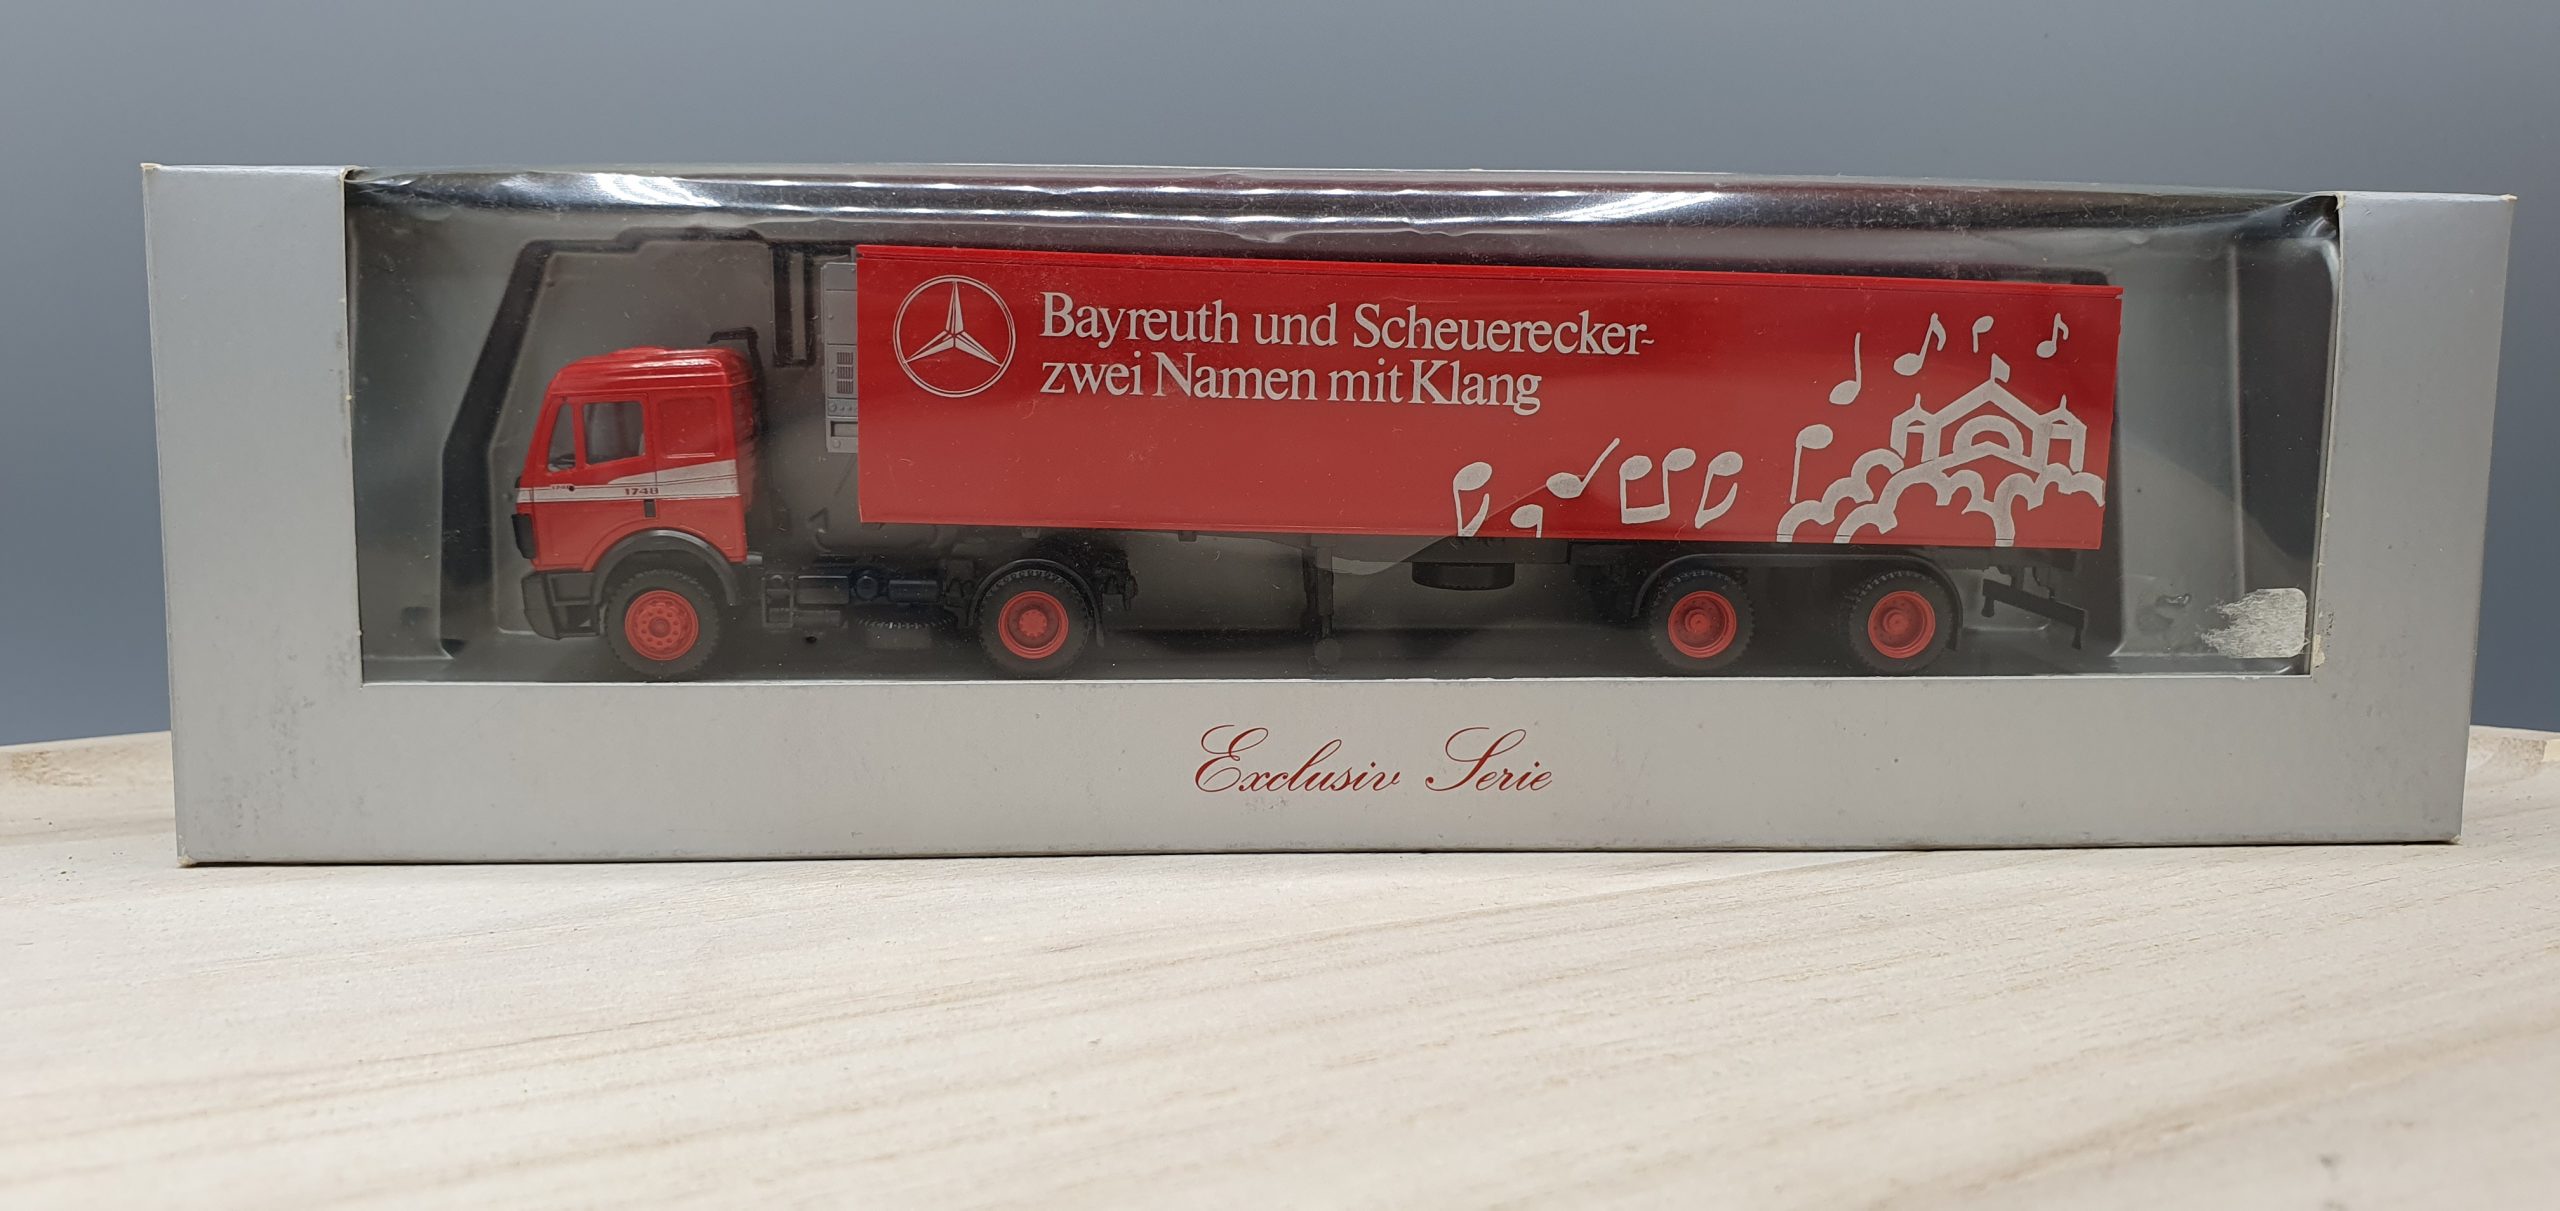 Bayreuth und Scheuerecker-
zwei Namen mit Klang
1748
Exclusiv Serie